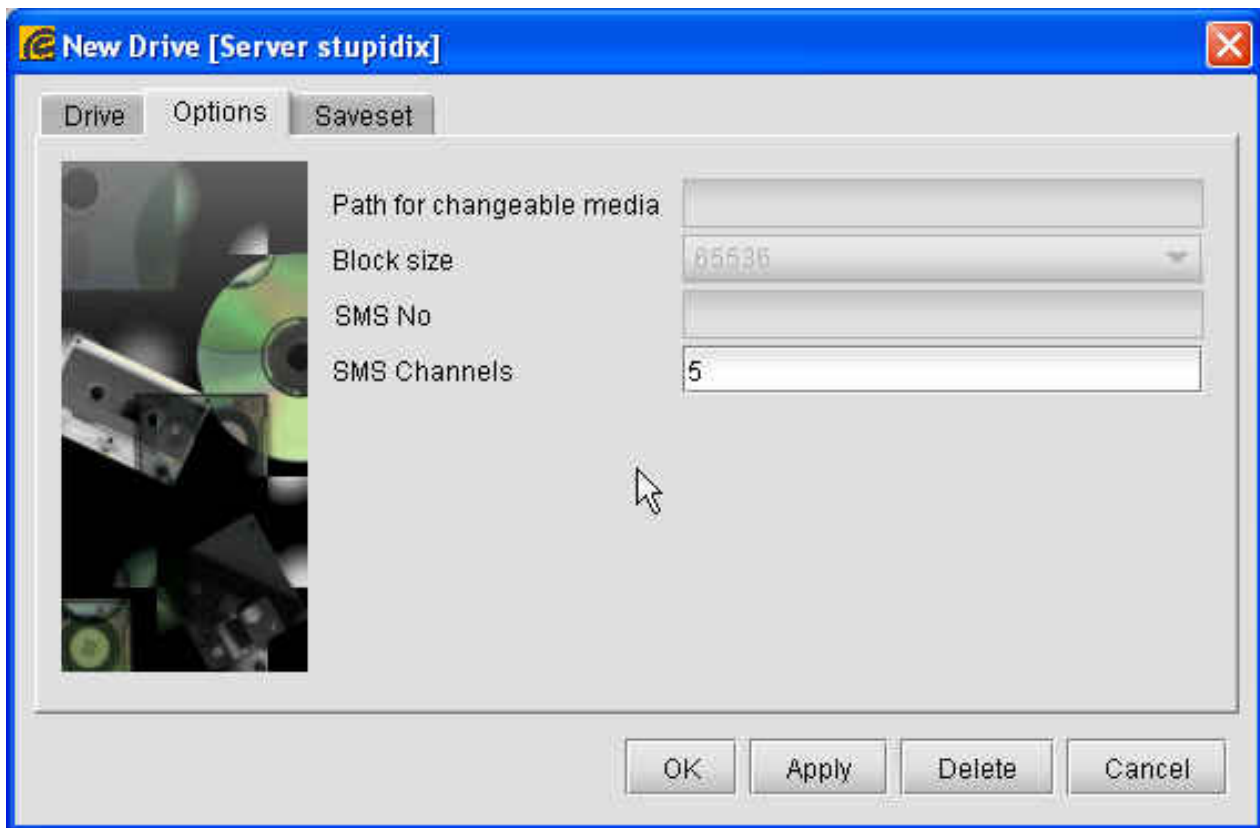 New Drive [Server stupidix]
Drive Options Saveset
Path for changeable media
Block size 65536
SMS No
SMS Channels 5
OK Apply Delete Cancel